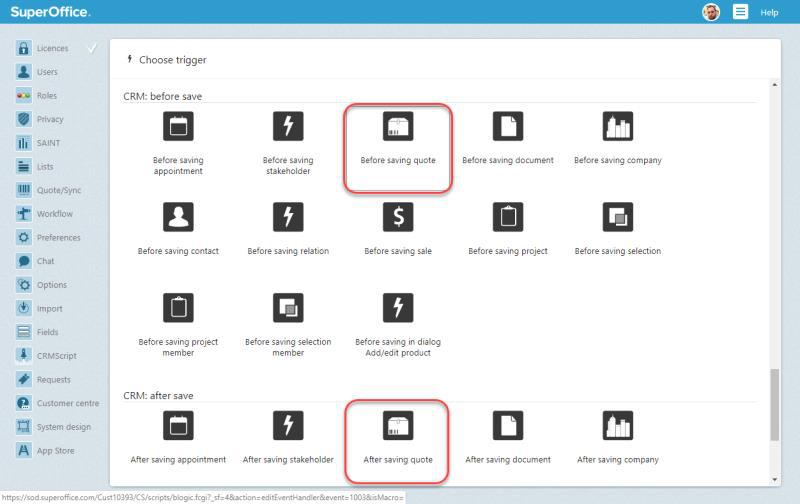 SuperOffice.
Help
Licences
Users
Roles
Privacy
SAINT
Lists
Quote/Sync
Workflow
Preferences
Chat
Options
Import
Fields
CRMScript
Requests
Customer centre
System design
App Store
Choose trigger
CRM: before save
Before saving
appointment
Before saving
stakeholder
Before saving quote
Before saving document
Before saving company
Before saving contact
Before saving relation
Before saving sale
Before saving project
Before saving selection
Before saving project
member
Before saving selection
member
Before saving in dialog
Add/edit product
CRM: after save
After saving appointment
After saving stakeholder
After saving quote
After saving document
After saving company
https://sod.superoffice.com/Cust10393/CS/scripts/blogic.fcgi?_sf=4&action=editEventHandler&event=1003&isMacro=